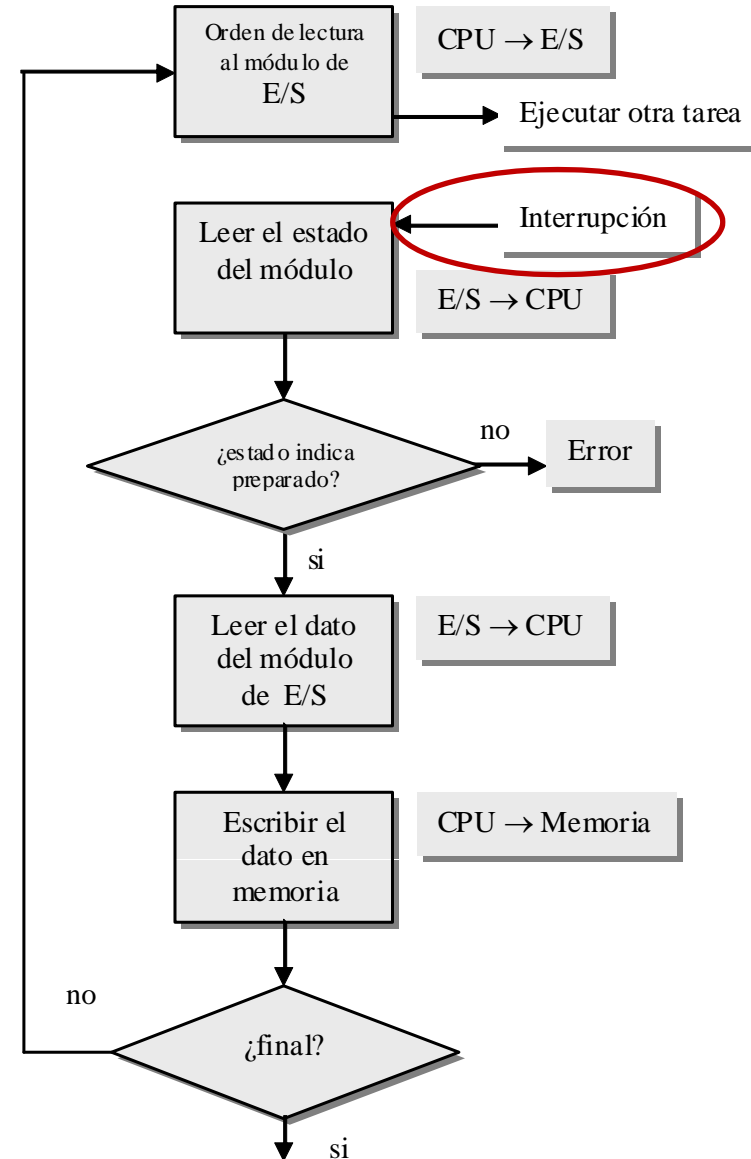 Orden de lectura
al módulo de
E/S
CPU → E/S
Ejecutar otra tarea
Interrupción
Leer el estado
del módulo
E/S → CPU
¿estado indica
preparado?
no
Error
si
Leer el dato
del módulo
de E/S
E/S → CPU
Escribir el
dato en
memoria
CPU → Memoria
no
¿final?
si